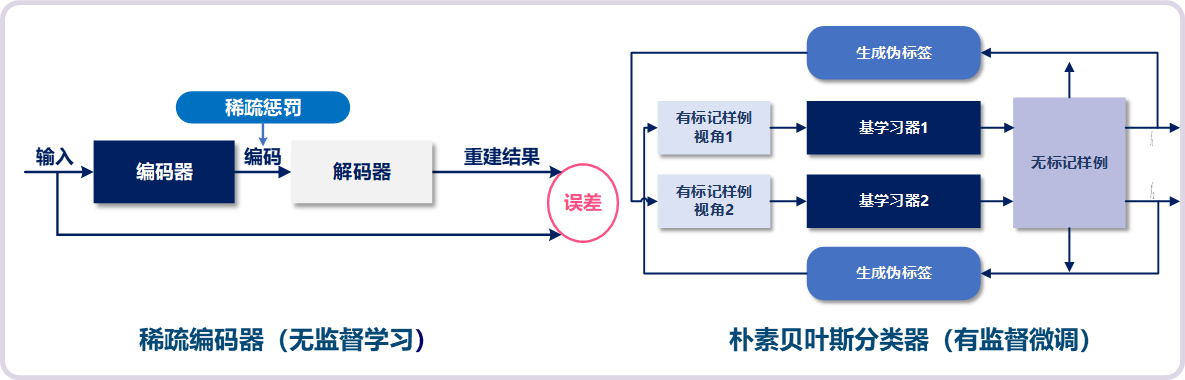 稀疏惩罚
输入
编码器
编码
解码器
重建结果
误差
稀疏编码器（无监督学习）
生成伪标签
有标记样例
视角1
基学习器1
无标记样例
有标记样例
视角2
基学习器2
生成伪标签
朴素贝叶斯分类器（有监督微调）